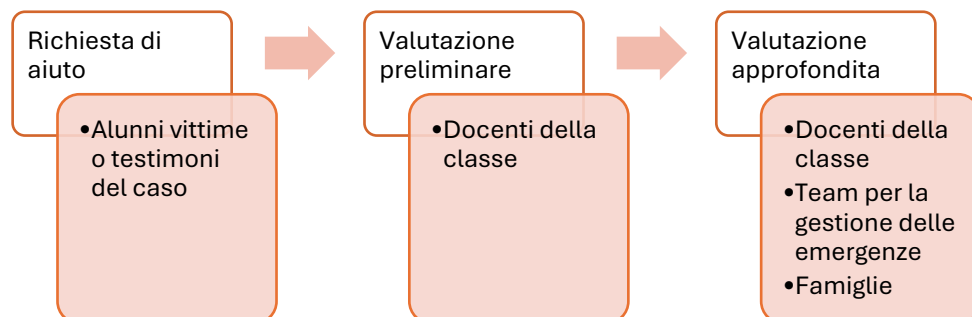 Richiesta di
aiuto
•Alunni vittime
o testimoni
del caso
Valutazione
preliminare
•Docenti della
classe
Valutazione
approfondita
•Docenti della
classe
•Team per la
gestione delle
emergenze
•Famiglie